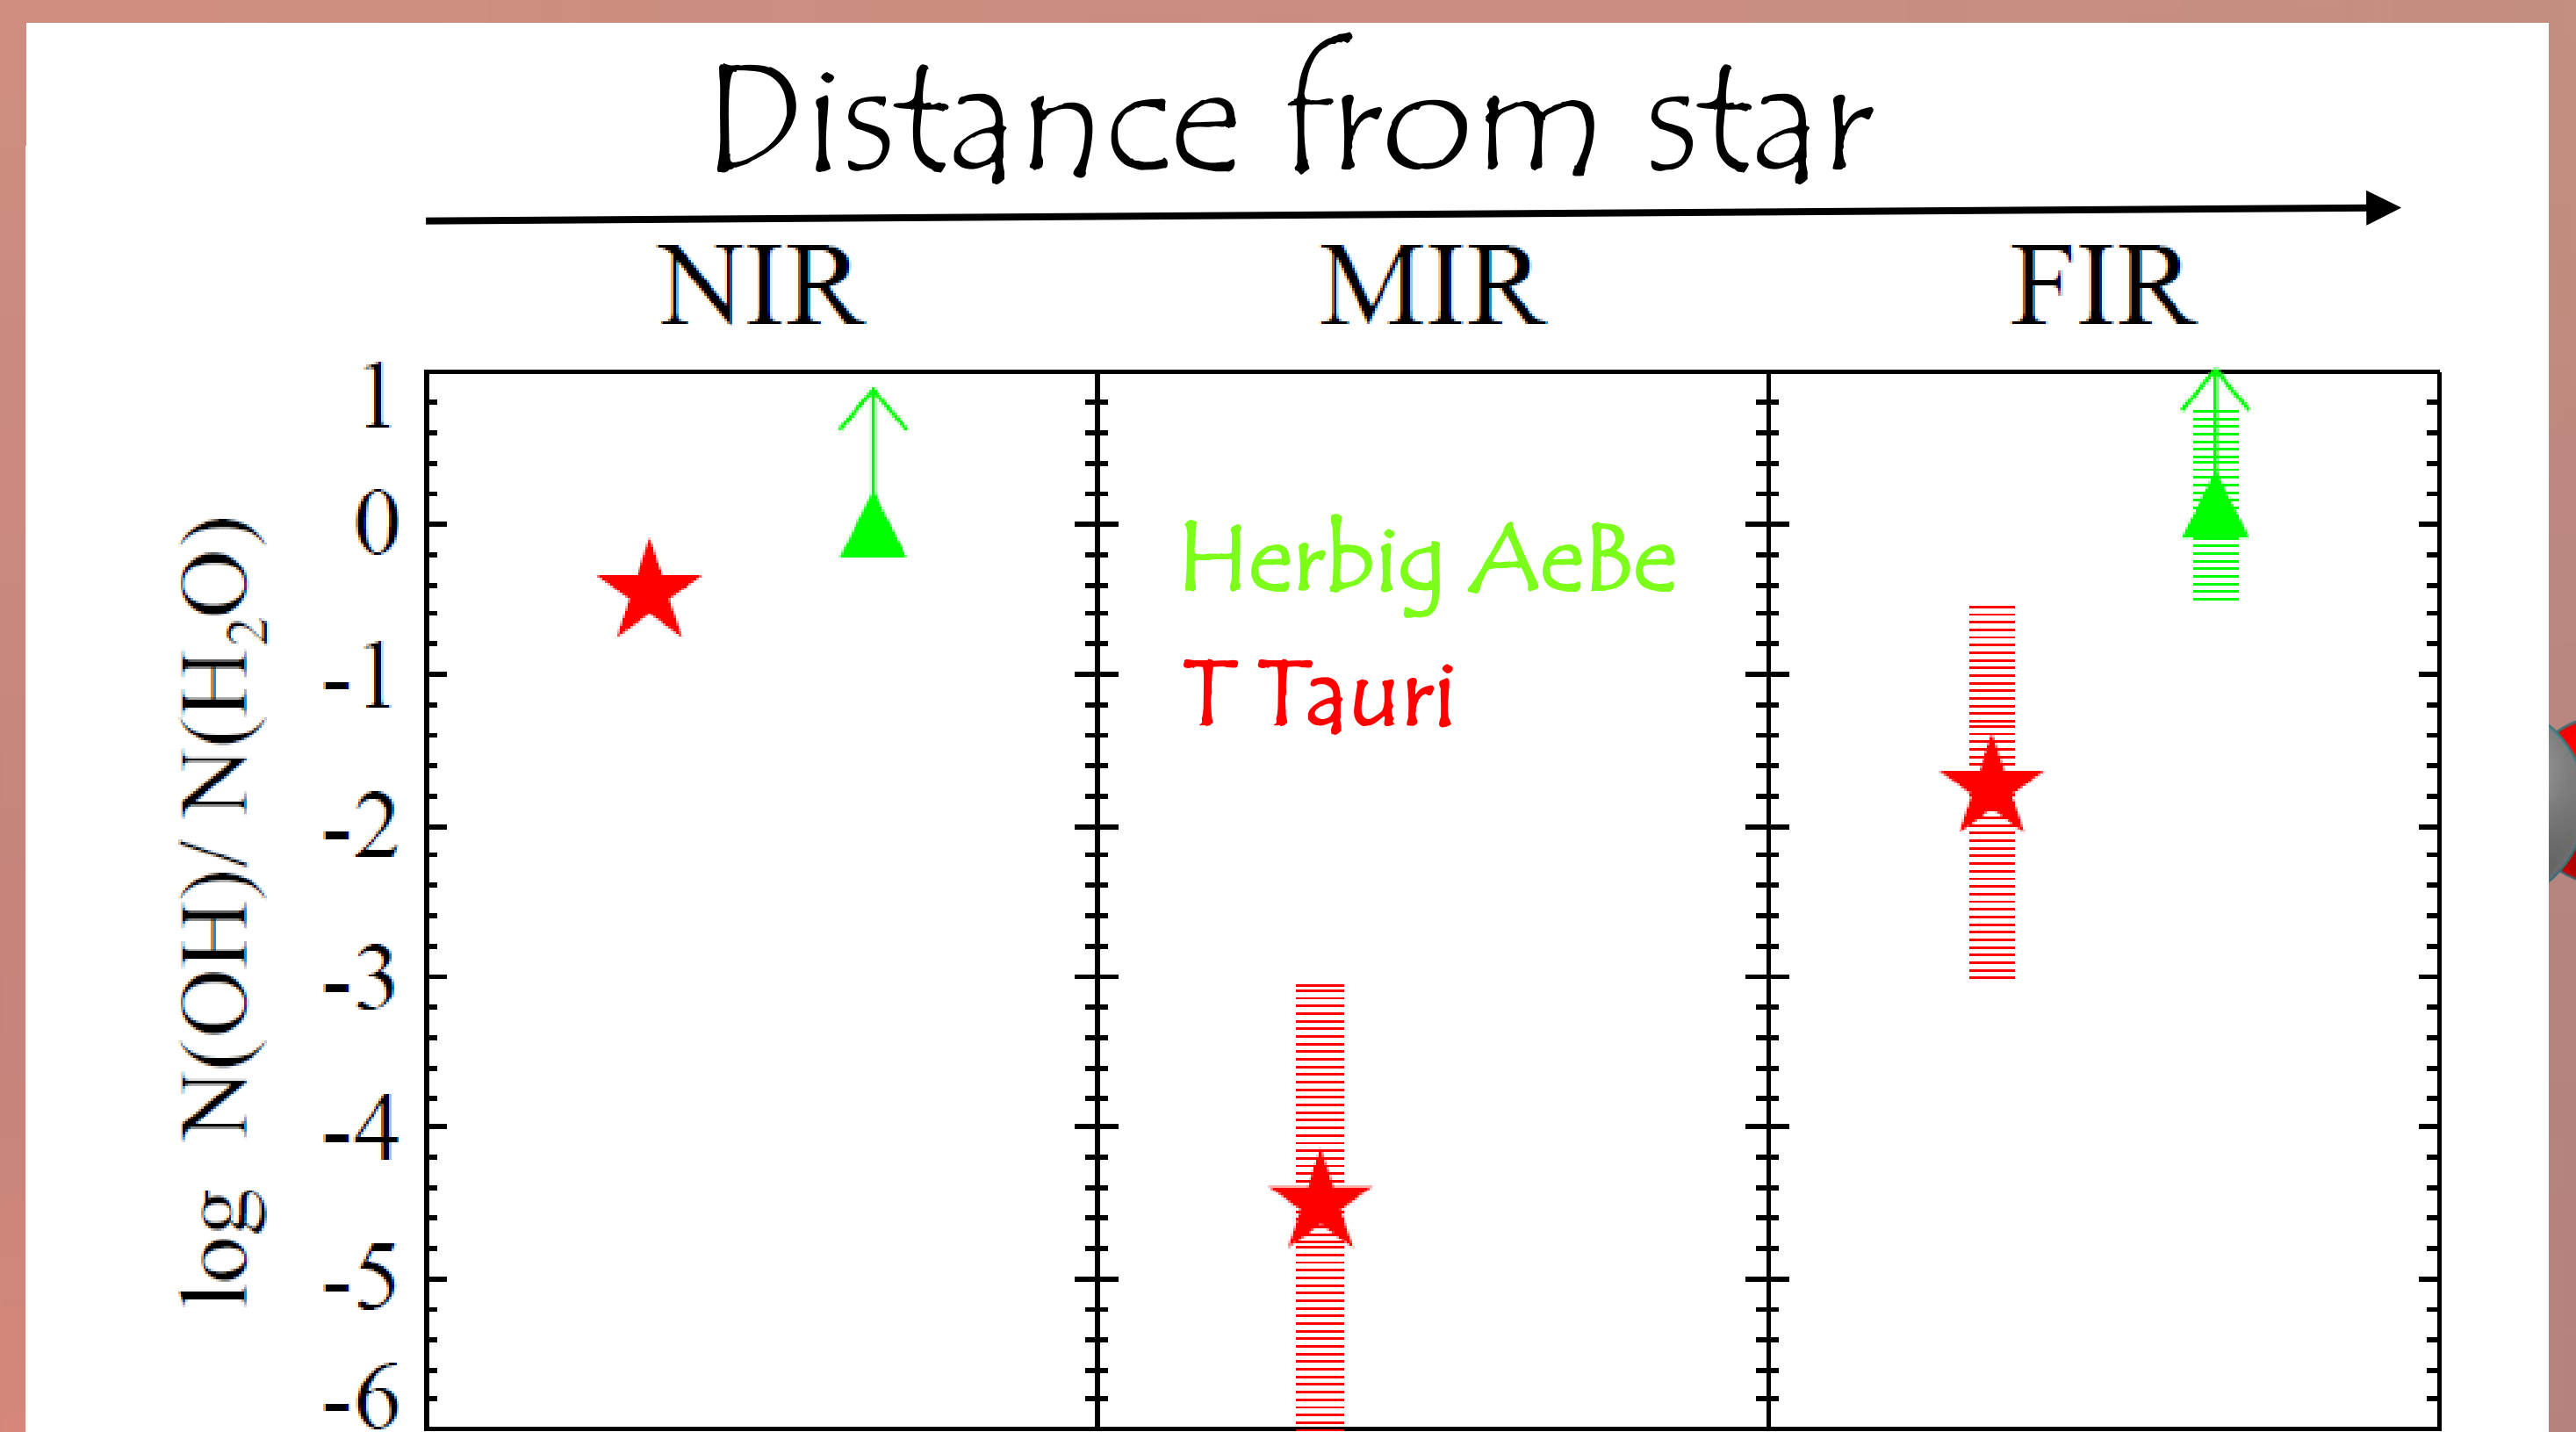 Distance from star
NIR MIR FIR
log N(OH)/ N(H₂O)
1
0
-1
-2
-3
-4
-5
-6
Herbig AeBe
T Tauri